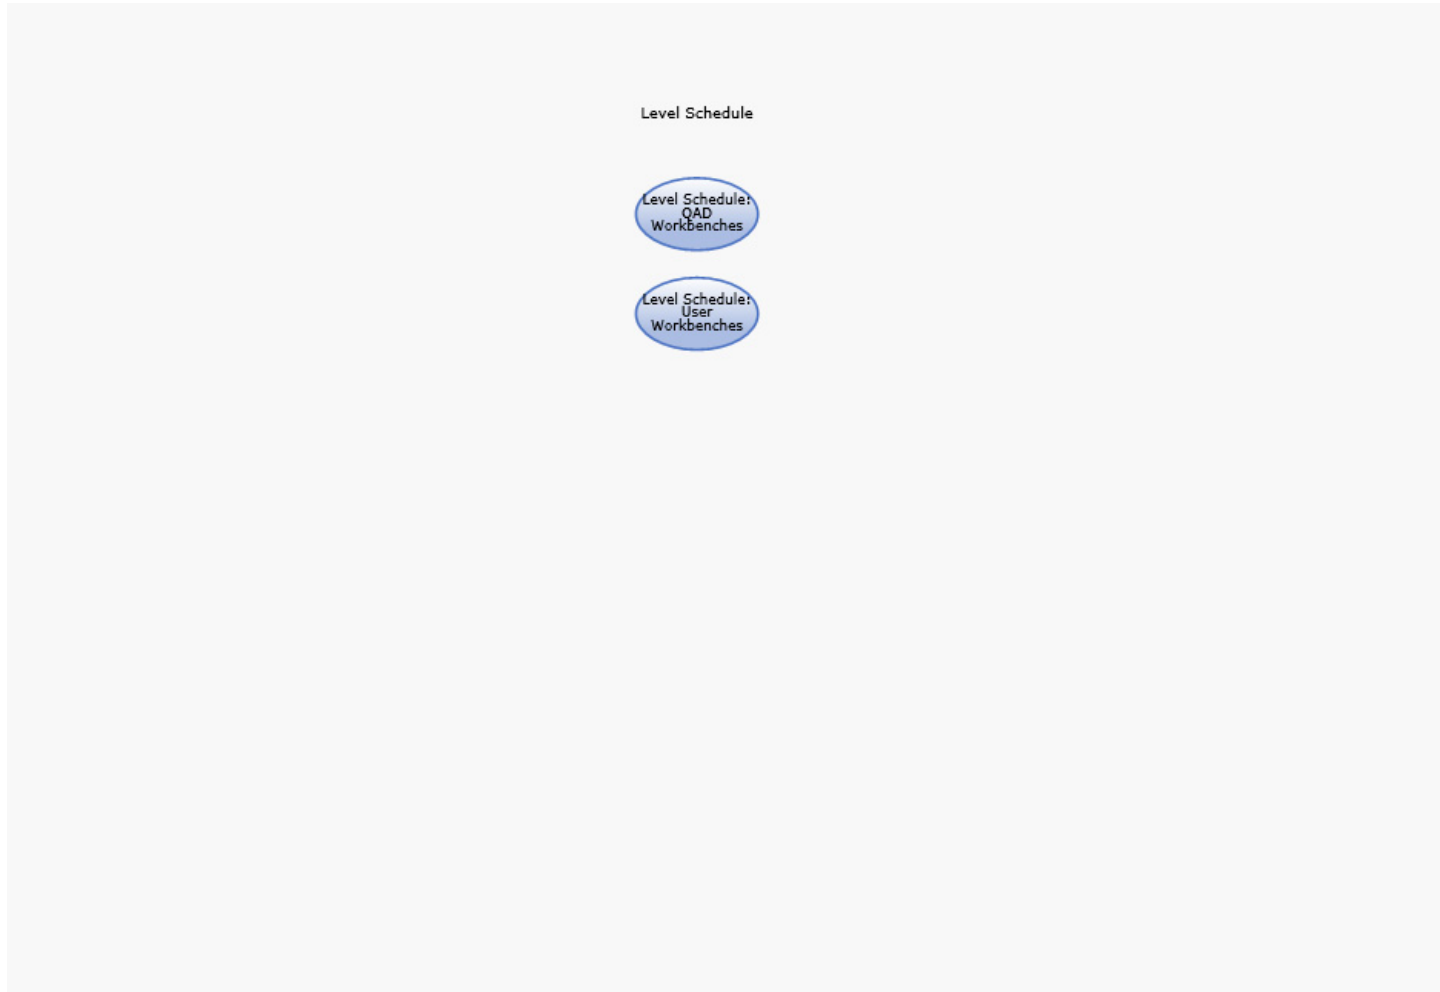 Level Schedule
Level Schedule:
QAD
Workbenches
Level Schedule:
User
Workbenches